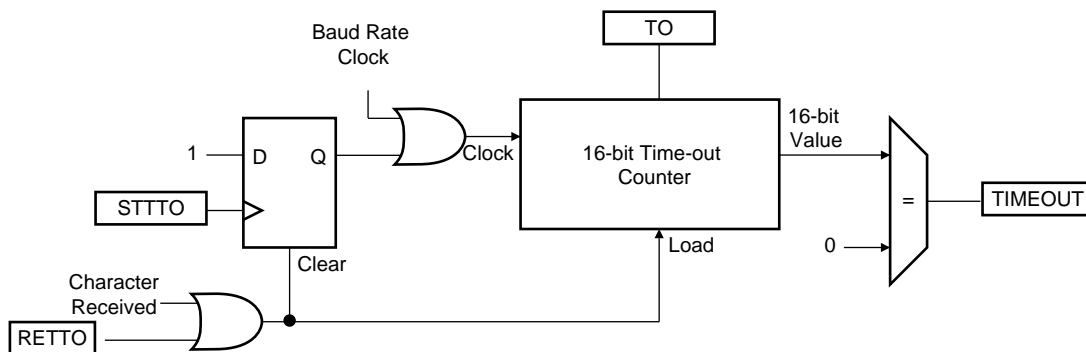 TO
Baud Rate
Clock
16-bit
Value
1
D
Q
Clock
16-bit Time-out
Counter
STTTO
=
TIMEOUT
Clear
Load
0
Character
Received
RETTO